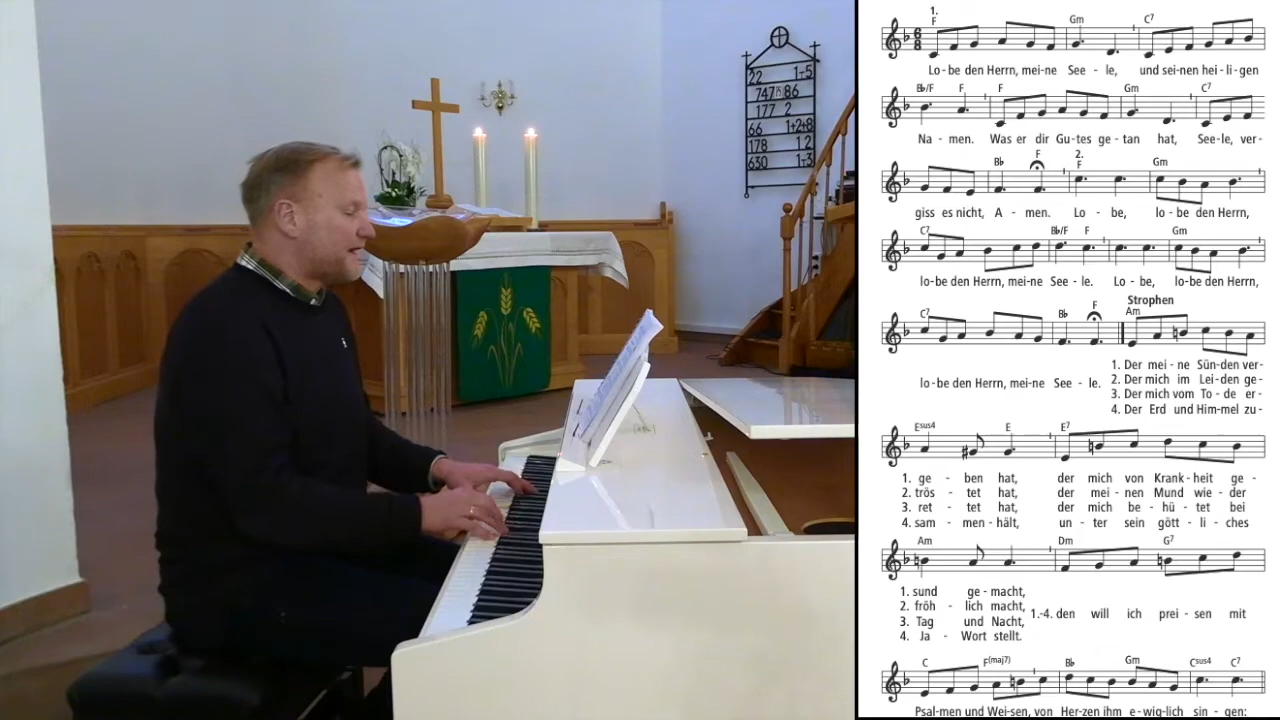 22 1-5
747 86
177 2
66 1+2+8
178 1 2
630 1-3
1.
F Gm C7
Lo-be den Herrn, mei-ne See - le, und sei-nen hei-li-gen
Bb/F F F Gm C7
Na - men. Was er dir Gu-tes ge-tan hat, See-le, ver-
Bb F 2. F Gm
giss es nicht, A - men. Lo - be, lo - be den Herrn,
C7 Bb/F F Gm
lo-be den Herrn, mei-ne See - le. Lo - be, lo-be den Herrn,
Strophen
C7 Bb F Am
lo-be den Herrn, mei-ne See - le.
1. Der mei - ne Sün-den ver-
2. Der mich im Lei-den ge-
3. Der mich vom To - de er-
4. Der Erd und Him-mel zu-
Esus4 E E7
1. ge - ben hat, der mich von Krank-heit ge -
2. trös - tet hat, der mei - nen Mund wie - der
3. ret - tet hat, der mich be - hü - tet bei
4. sam - men - hält, un - ter sein gött - li - ches
Am Dm G7
1. sund ge - macht,
2. fröh - lich macht,
3. Tag und Nacht,
4. Ja - Wort stellt.
1.-4. den will ich prei - sen mit
C F(maj7) Bb Gm Csus4 C7
Psal-men und Wei-sen, von Her-zen ihm e-wig-lich sin - gen: